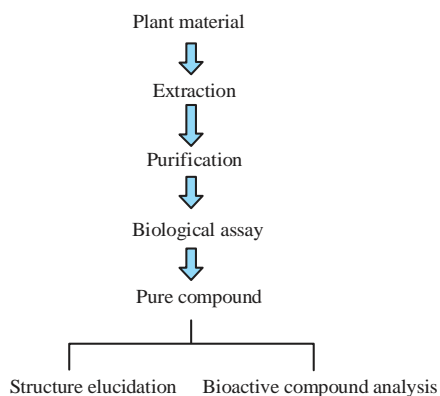 Plant material
Extraction
Purification
Biological assay
Pure compound
Structure elucidation
Bioactive compound analysis